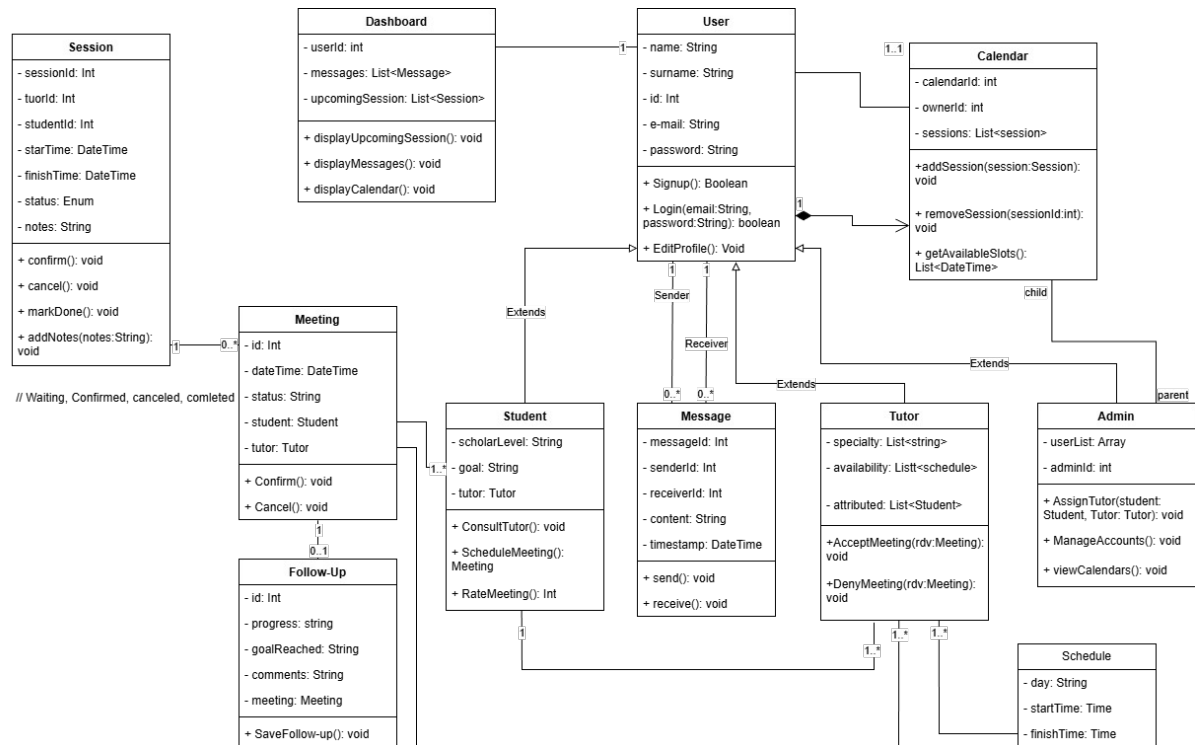 Session
- sessionId: Int
- tuorId: Int
- studentId: Int
- starTime: DateTime
- finishTime: DateTime
- status: Enum
- notes: String
+ confirm(): void
+ cancel(): void
+ markDone(): void
+ addNotes(notes:String):
void
Dashboard
- userId: int
- messages: List<Message>
- upcomingSession: List<Session>
+ displayUpcomingSession(): void
+ displayMessages(): void
+ displayCalendar(): void
1
User
- name: String
- surname: String
- id: Int
- e-mail: String
- password: String
+ Signup(): Boolean
+ Login(email:String,
password:String): boolean
+ EditProfile(): Void
1..1
1
Calendar
- calendarId: int
- ownerId: int
- sessions: List<session>
+addSession(session:Session):
void
+ removeSession(sessionId:int):
void
+ getAvailableSlots():
List<DateTime>
child
parent
Extends
1
1
Sender
Receiver
0..*
0..*
Extends
Extends
1
0..*
// Waiting, Confirmed, canceled, comleted
Meeting
- id: Int
- dateTime: DateTime
- status: String
- student: Student
- tutor: Tutor
+ Confirm(): void
+ Cancel(): void
1..*
1
0..1
Follow-Up
- id: Int
- progress: string
- goalReached: String
- comments: String
- meeting: Meeting
+ SaveFollow-up(): void
Student
- scholarLevel: String
- goal: String
- tutor: Tutor
+ ConsultTutor(): void
+ ScheduleMeeting():
Meeting
+ RateMeeting(): Int
1
Message
- messageId: Int
- senderId: Int
- receiverId: Int
- content: String
- timestamp: DateTime
+ send(): void
+ receive(): void
Tutor
- specialty: List<string>
- availability: Listt<schedule>
- attributed: List<Student>
+AcceptMeeting(rdv:Meeting):
void
+DenyMeeting(rdv:Meeting):
void
1..*
1..*
1..*
Admin
- userList: Array
- adminId: int
+ AssignTutor(student:
Student, Tutor: Tutor): void
+ ManageAccounts(): void
+ viewCalendars(): void
Schedule
- day: String
- startTime: Time
- finishTime: Time